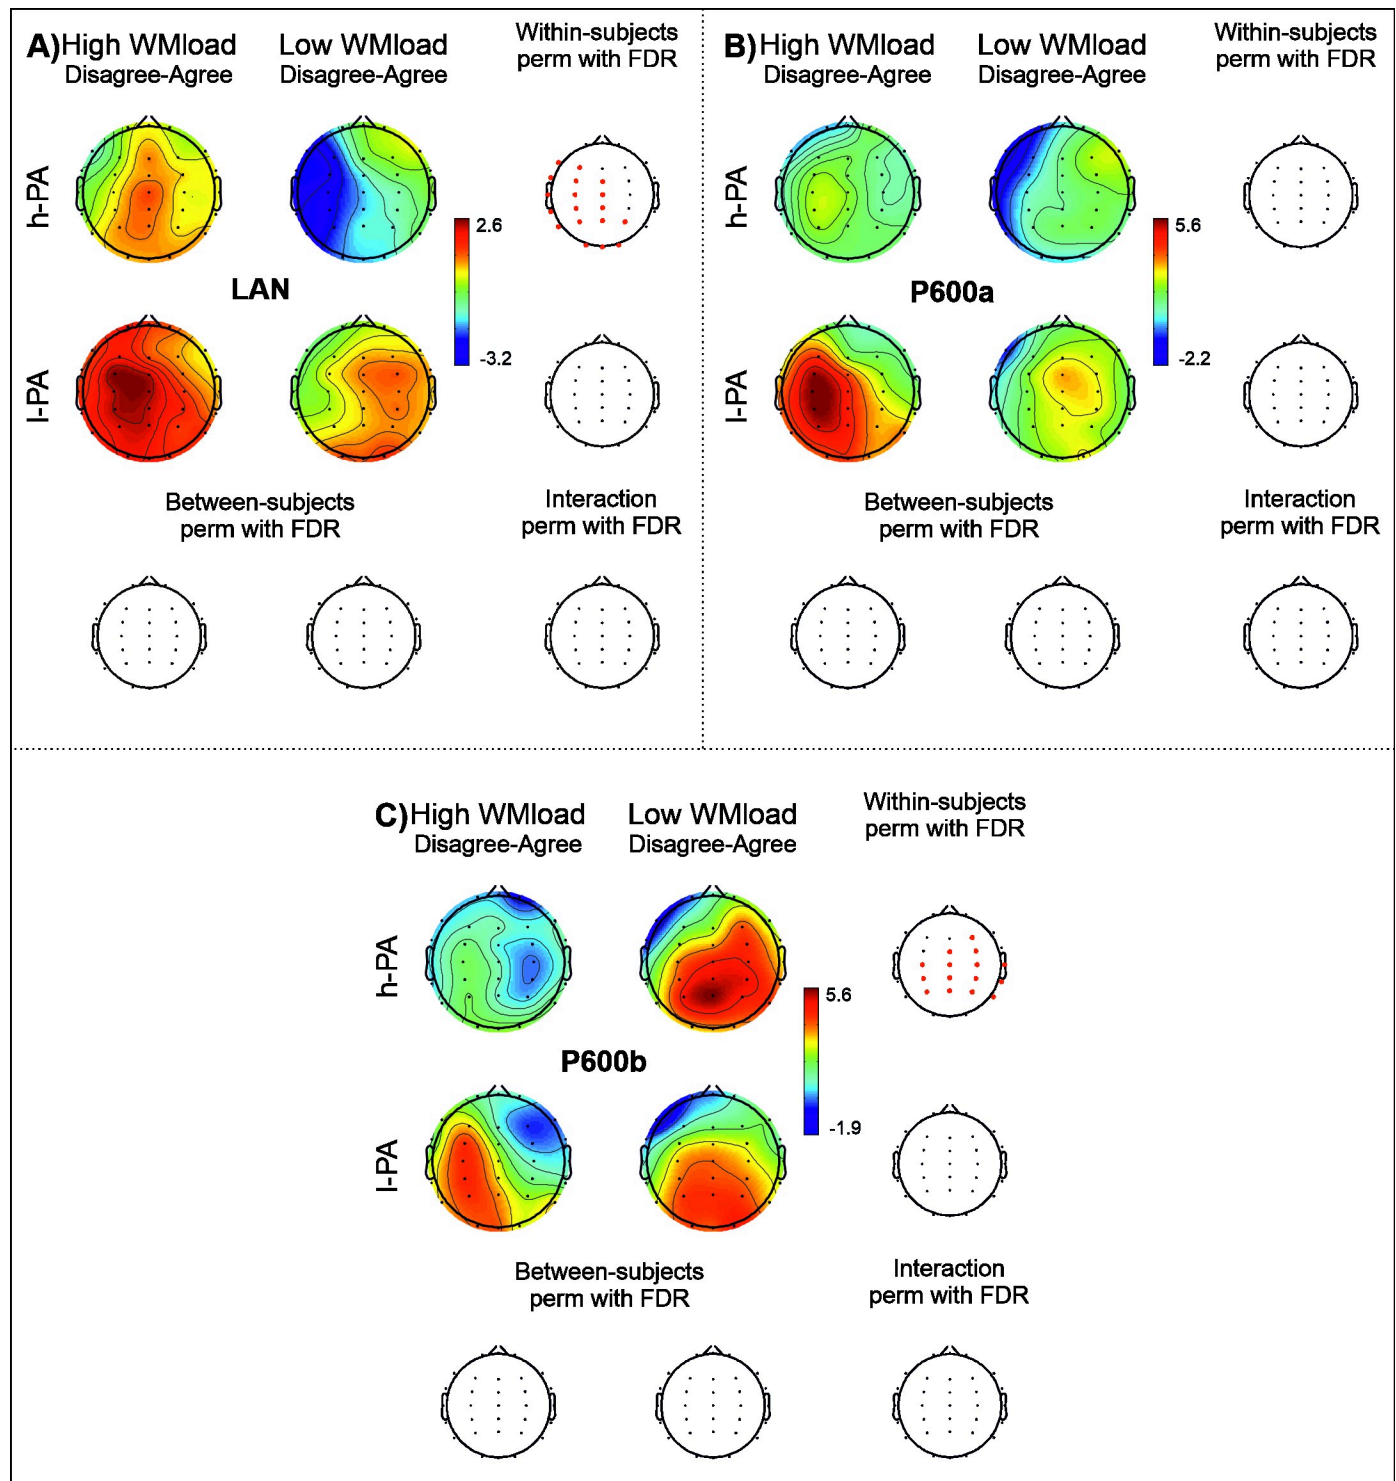 A) High WMload
Disagree-Agree
Low WMload
Disagree-Agree
Within-subjects
perm with FDR
h-PA
LAN
2.6
-3.2
l-PA
Between-subjects
perm with FDR
Interaction
perm with FDR
B) High WMload
Disagree-Agree
Low WMload
Disagree-Agree
Within-subjects
perm with FDR
h-PA
P600a
5.6
-2.2
l-PA
Between-subjects
perm with FDR
Interaction
perm with FDR
C) High WMload
Disagree-Agree
Low WMload
Disagree-Agree
Within-subjects
perm with FDR
h-PA
P600b
5.6
-1.9
l-PA
Between-subjects
perm with FDR
Interaction
perm with FDR